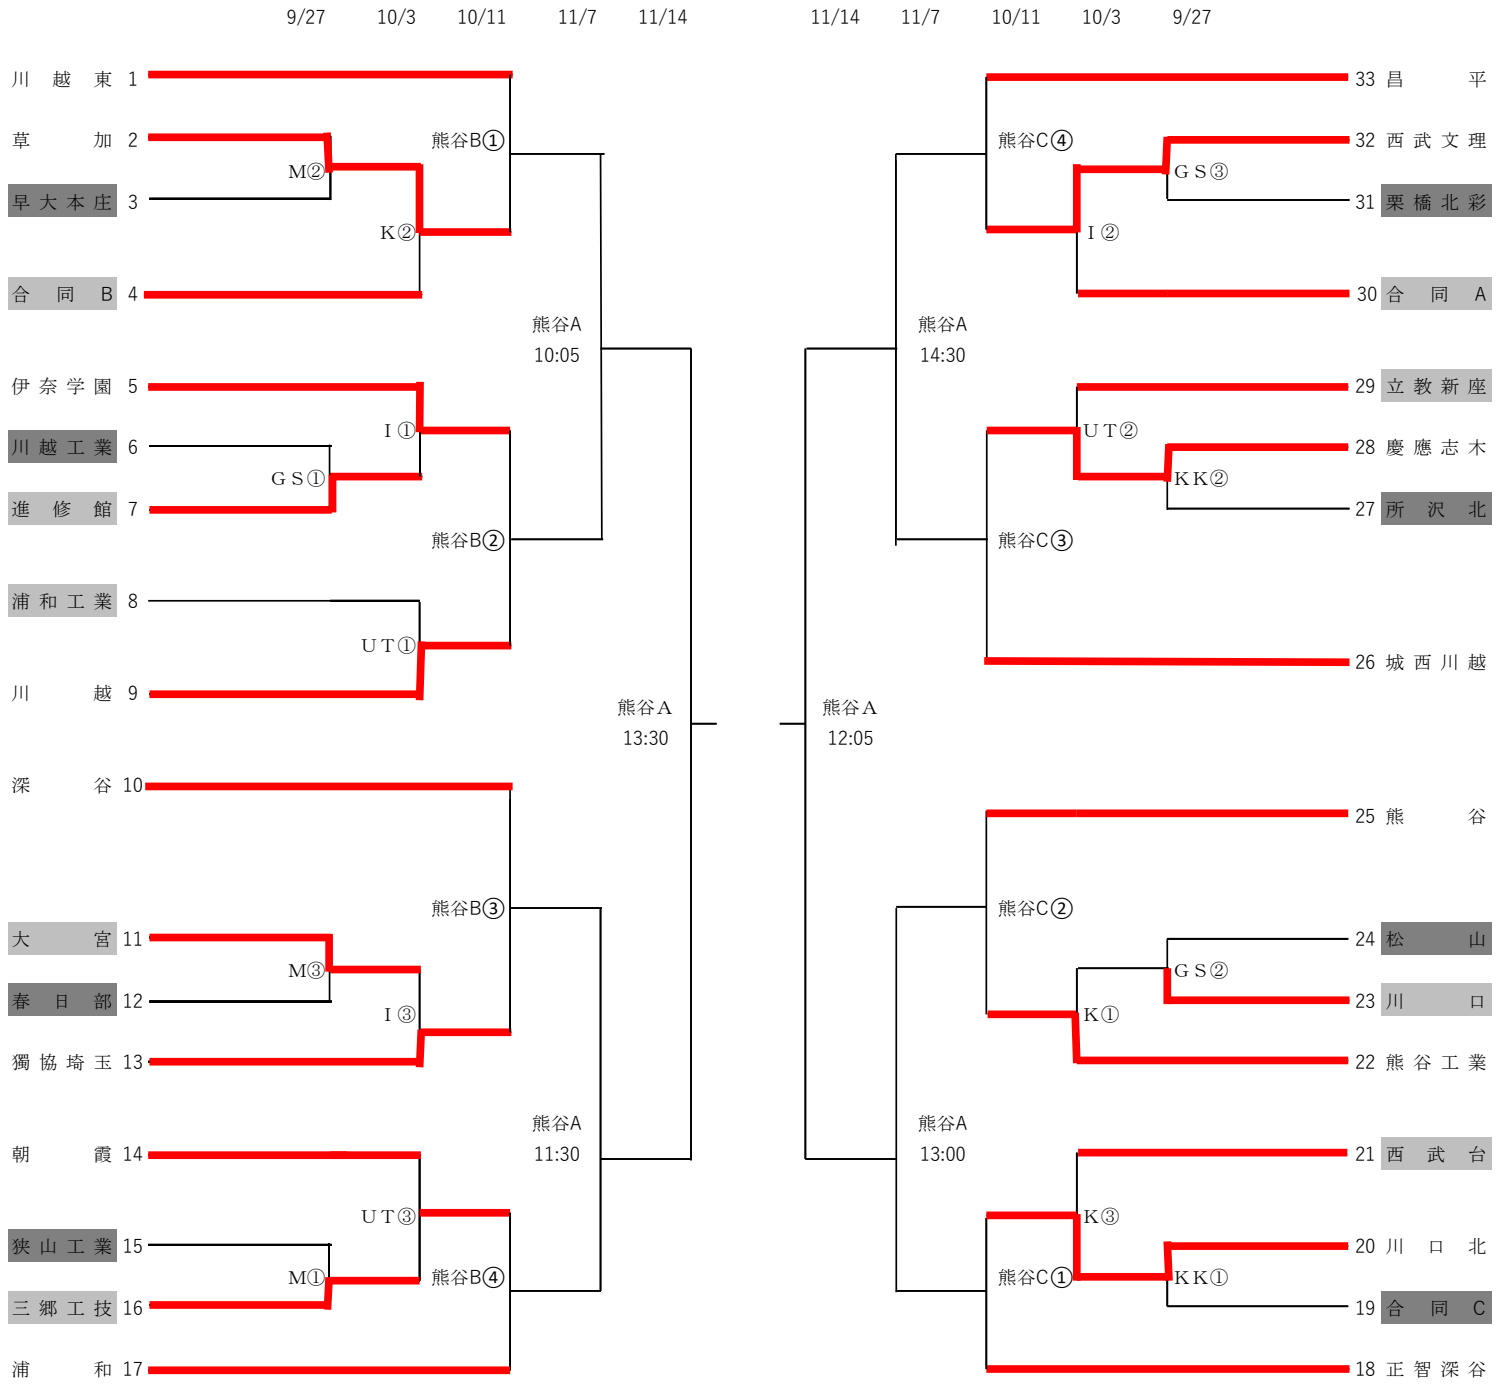 9/27 10/3 10/11 11/7 11/14 11/14 11/7 10/11 10/3 9/27
川越東 1
草加 2
早大本庄 3
合同B 4
伊奈学園 5
川越工業 6
進修館 7
浦和工業 8
川越 9
深谷 10
大宮 11
春日部 12
獨協埼玉 13
朝霞 14
狭山工業 15
三郷工技 16
浦和 17
M②
K②
I①
GS①
UT①
M③
I③
UT③
M①
熊谷B①
熊谷B②
熊谷B③
熊谷B④
熊谷A
10:05
熊谷A
11:30
熊谷A
13:30
熊谷A
12:05
熊谷A
14:30
熊谷A
13:00
熊谷C④
熊谷C③
熊谷C②
熊谷C①
GS③
I②
UT②
KK②
GS②
K①
K③
KK①
33 昌平
32 西武文理
31 栗橋北彩
30 合同A
29 立教新座
28 慶應志木
27 所沢北
26 城西川越
25 熊谷
24 松山
23 川口
22 熊谷工業
21 西武台
20 川口北
19 合同C
18 正智深谷